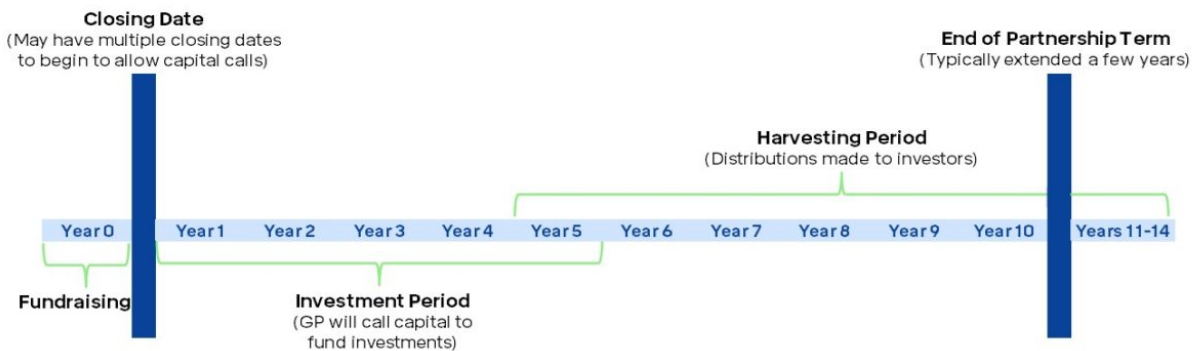 Closing Date
(May have multiple closing dates
to begin to allow capital calls)
End of Partnership Term
(Typically extended a few years)
Harvesting Period
(Distributions made to investors)
Year 0 Year 1 Year 2 Year 3 Year 4 Year 5 Year 6 Year 7 Year 8 Year 9 Year 10 Years 11-14
Fundraising
Investment Period
(GP will call capital to
fund investments)